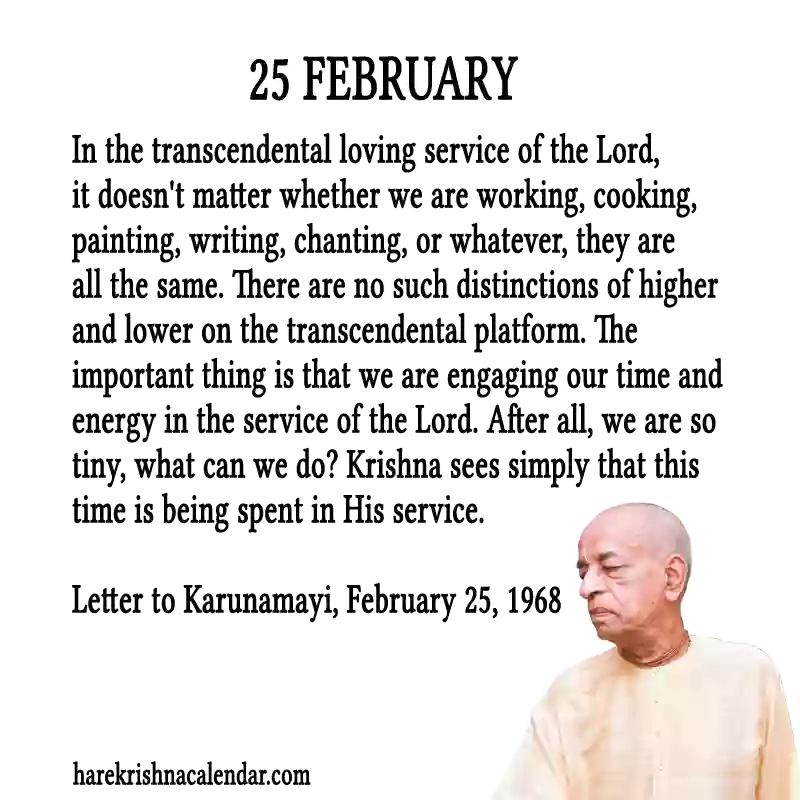 25 FEBRUARY
In the transcendental loving service of the Lord,
it doesn't matter whether we are working, cooking,
painting, writing, chanting, or whatever, they are
all the same. There are no such distinctions of higher
and lower on the transcendental platform. The
important thing is that we are engaging our time and
energy in the service of the Lord. After all, we are so
tiny, what can we do? Krishna sees simply that this
time is being spent in His service.
Letter to Karunamayi, February 25, 1968
harekrishnacalendar.com